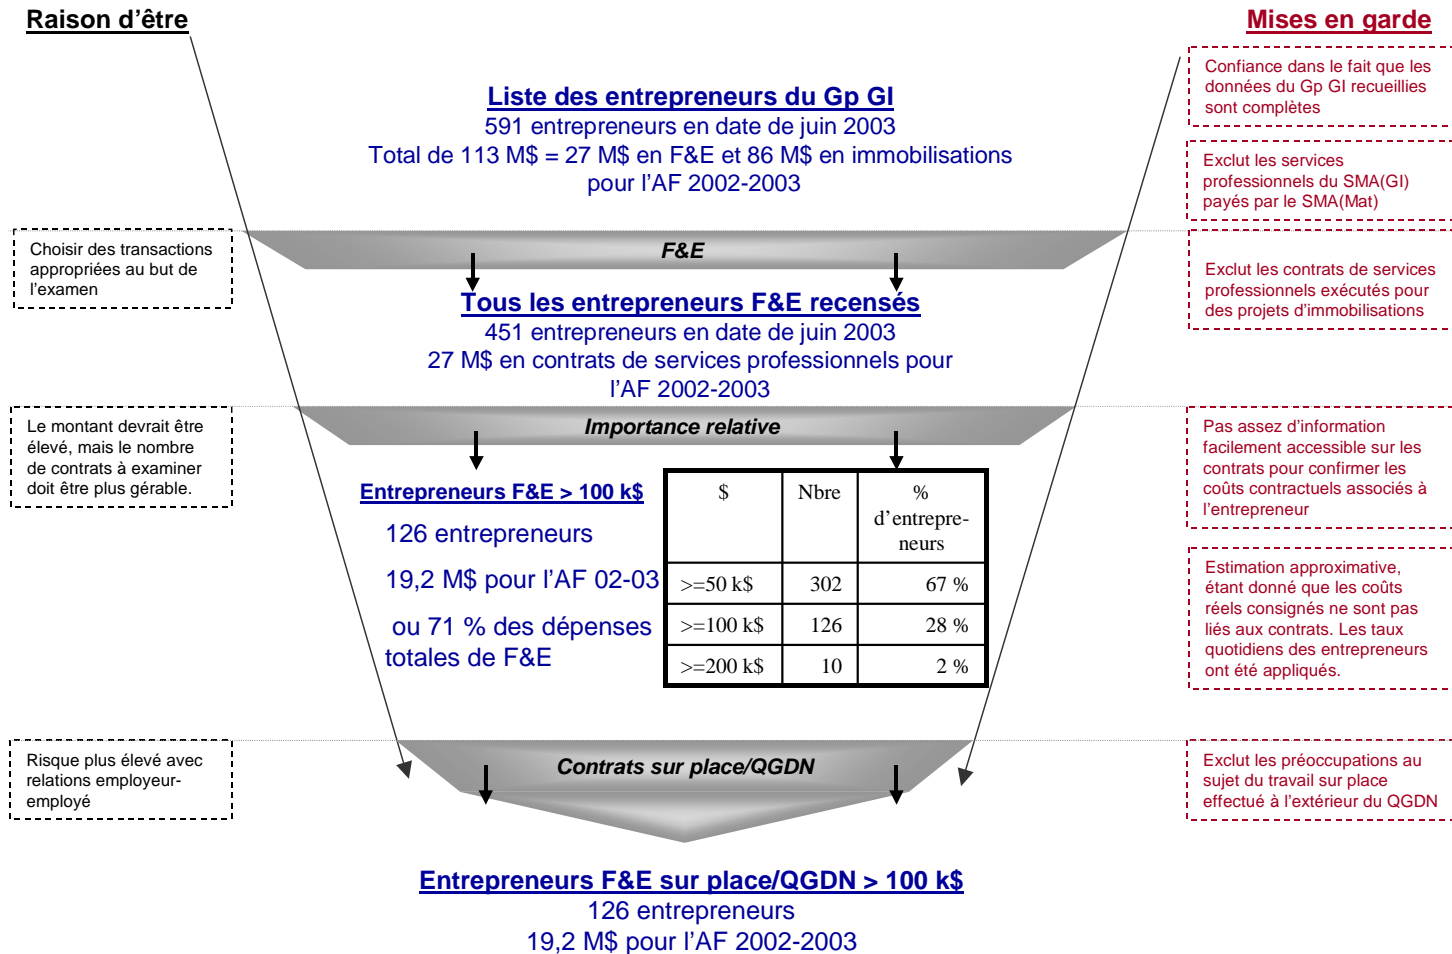 Raison d'être
Mises en garde
Confiance dans le fait que les
données du Gp GI recueillies
sont complètes
Liste des entrepreneurs du Gp GI
591 entrepreneurs en date de juin 2003
Total de 113 M$ = 27 M$ en F&E et 86 M$ en immobilisations
pour l'AF 2002-2003
Exclut les services
professionnels du SMA(GI)
payés par le SMA(Mat)
Choisir des transactions
appropriées au but de
l'examen
F&E
Exclut les contrats de services
professionnels exécutés pour
des projets d'immobilisations
Tous les entrepreneurs F&E recensés
451 entrepreneurs en date de juin 2003
27 M$ en contrats de services professionnels pour
l'AF 2002-2003
Le montant devrait être
élevé, mais le nombre
de contrats à examiner
doit être plus gérable.
Importance relative
Pas assez d'information
facilement accessible sur les
contrats pour confirmer les
coûts contractuels associés à
l'entrepreneur
Entrepreneurs F&E > 100 k$
126 entrepreneurs
19,2 M$ pour l'AF 02-03
ou 71 % des dépenses
totales de F&E
$ Nbre %
d'entrepre-
neurs
>=50 k$ 302 67 %
>=100 k$ 126 28 %
>=200 k$ 10 2 %
Estimation approximative,
étant donné que les coûts
réels consignés ne sont pas
liés aux contrats. Les taux
quotidiens des entrepreneurs
ont été appliqués.
Risque plus élevé avec
relations employeur-
employé
Contrats sur place/QGDN
Exclut les préoccupations au
sujet du travail sur place
effectué à l'extérieur du QGDN
Entrepreneurs F&E sur place/QGDN > 100 k$
126 entrepreneurs
19,2 M$ pour l'AF 2002-2003